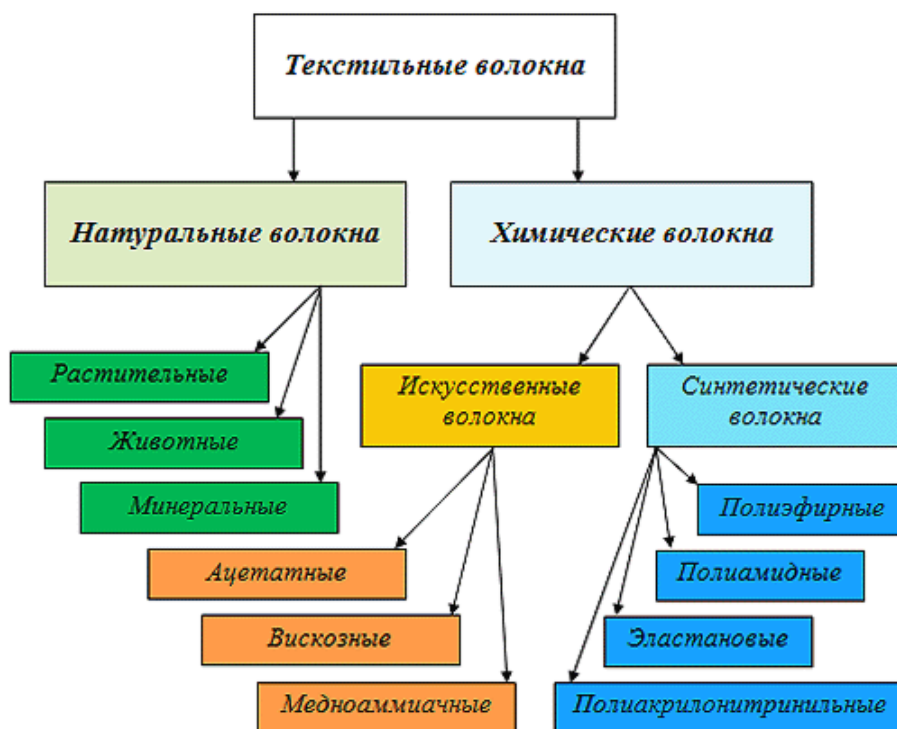 Текстильные волокна
Натуральные волокна
Химические волокна
Растительные
Животные
Минеральные
Искусственные
волокна
Синтетические
волокна
Ацетатные
Вискозные
Медноаммиачные
Полиэфирные
Полиамидные
Эластановые
Полиакрилонитринильные